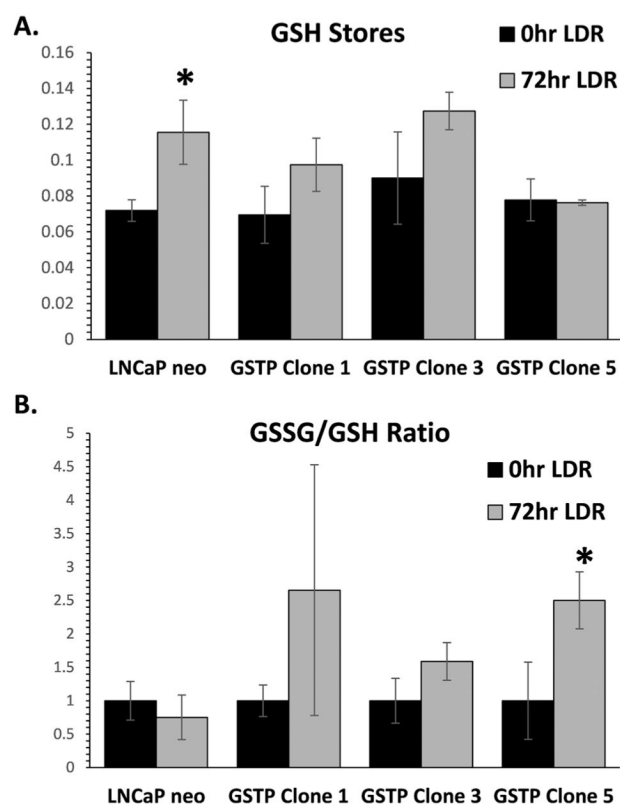 A.
GSH Stores
0hr LDR
72hr LDR
0.16
0.14
0.12
0.1
0.08
0.06
0.04
0.02
0
*
LNCaP neo GSTP Clone 1 GSTP Clone 3 GSTP Clone 5
B.
GSSG/GSH Ratio
0hr LDR
72hr LDR
5
4.5
4
3.5
3
2.5
2
1.5
1
0.5
0
*
LNCaP neo GSTP Clone 1 GSTP Clone 3 GSTP Clone 5